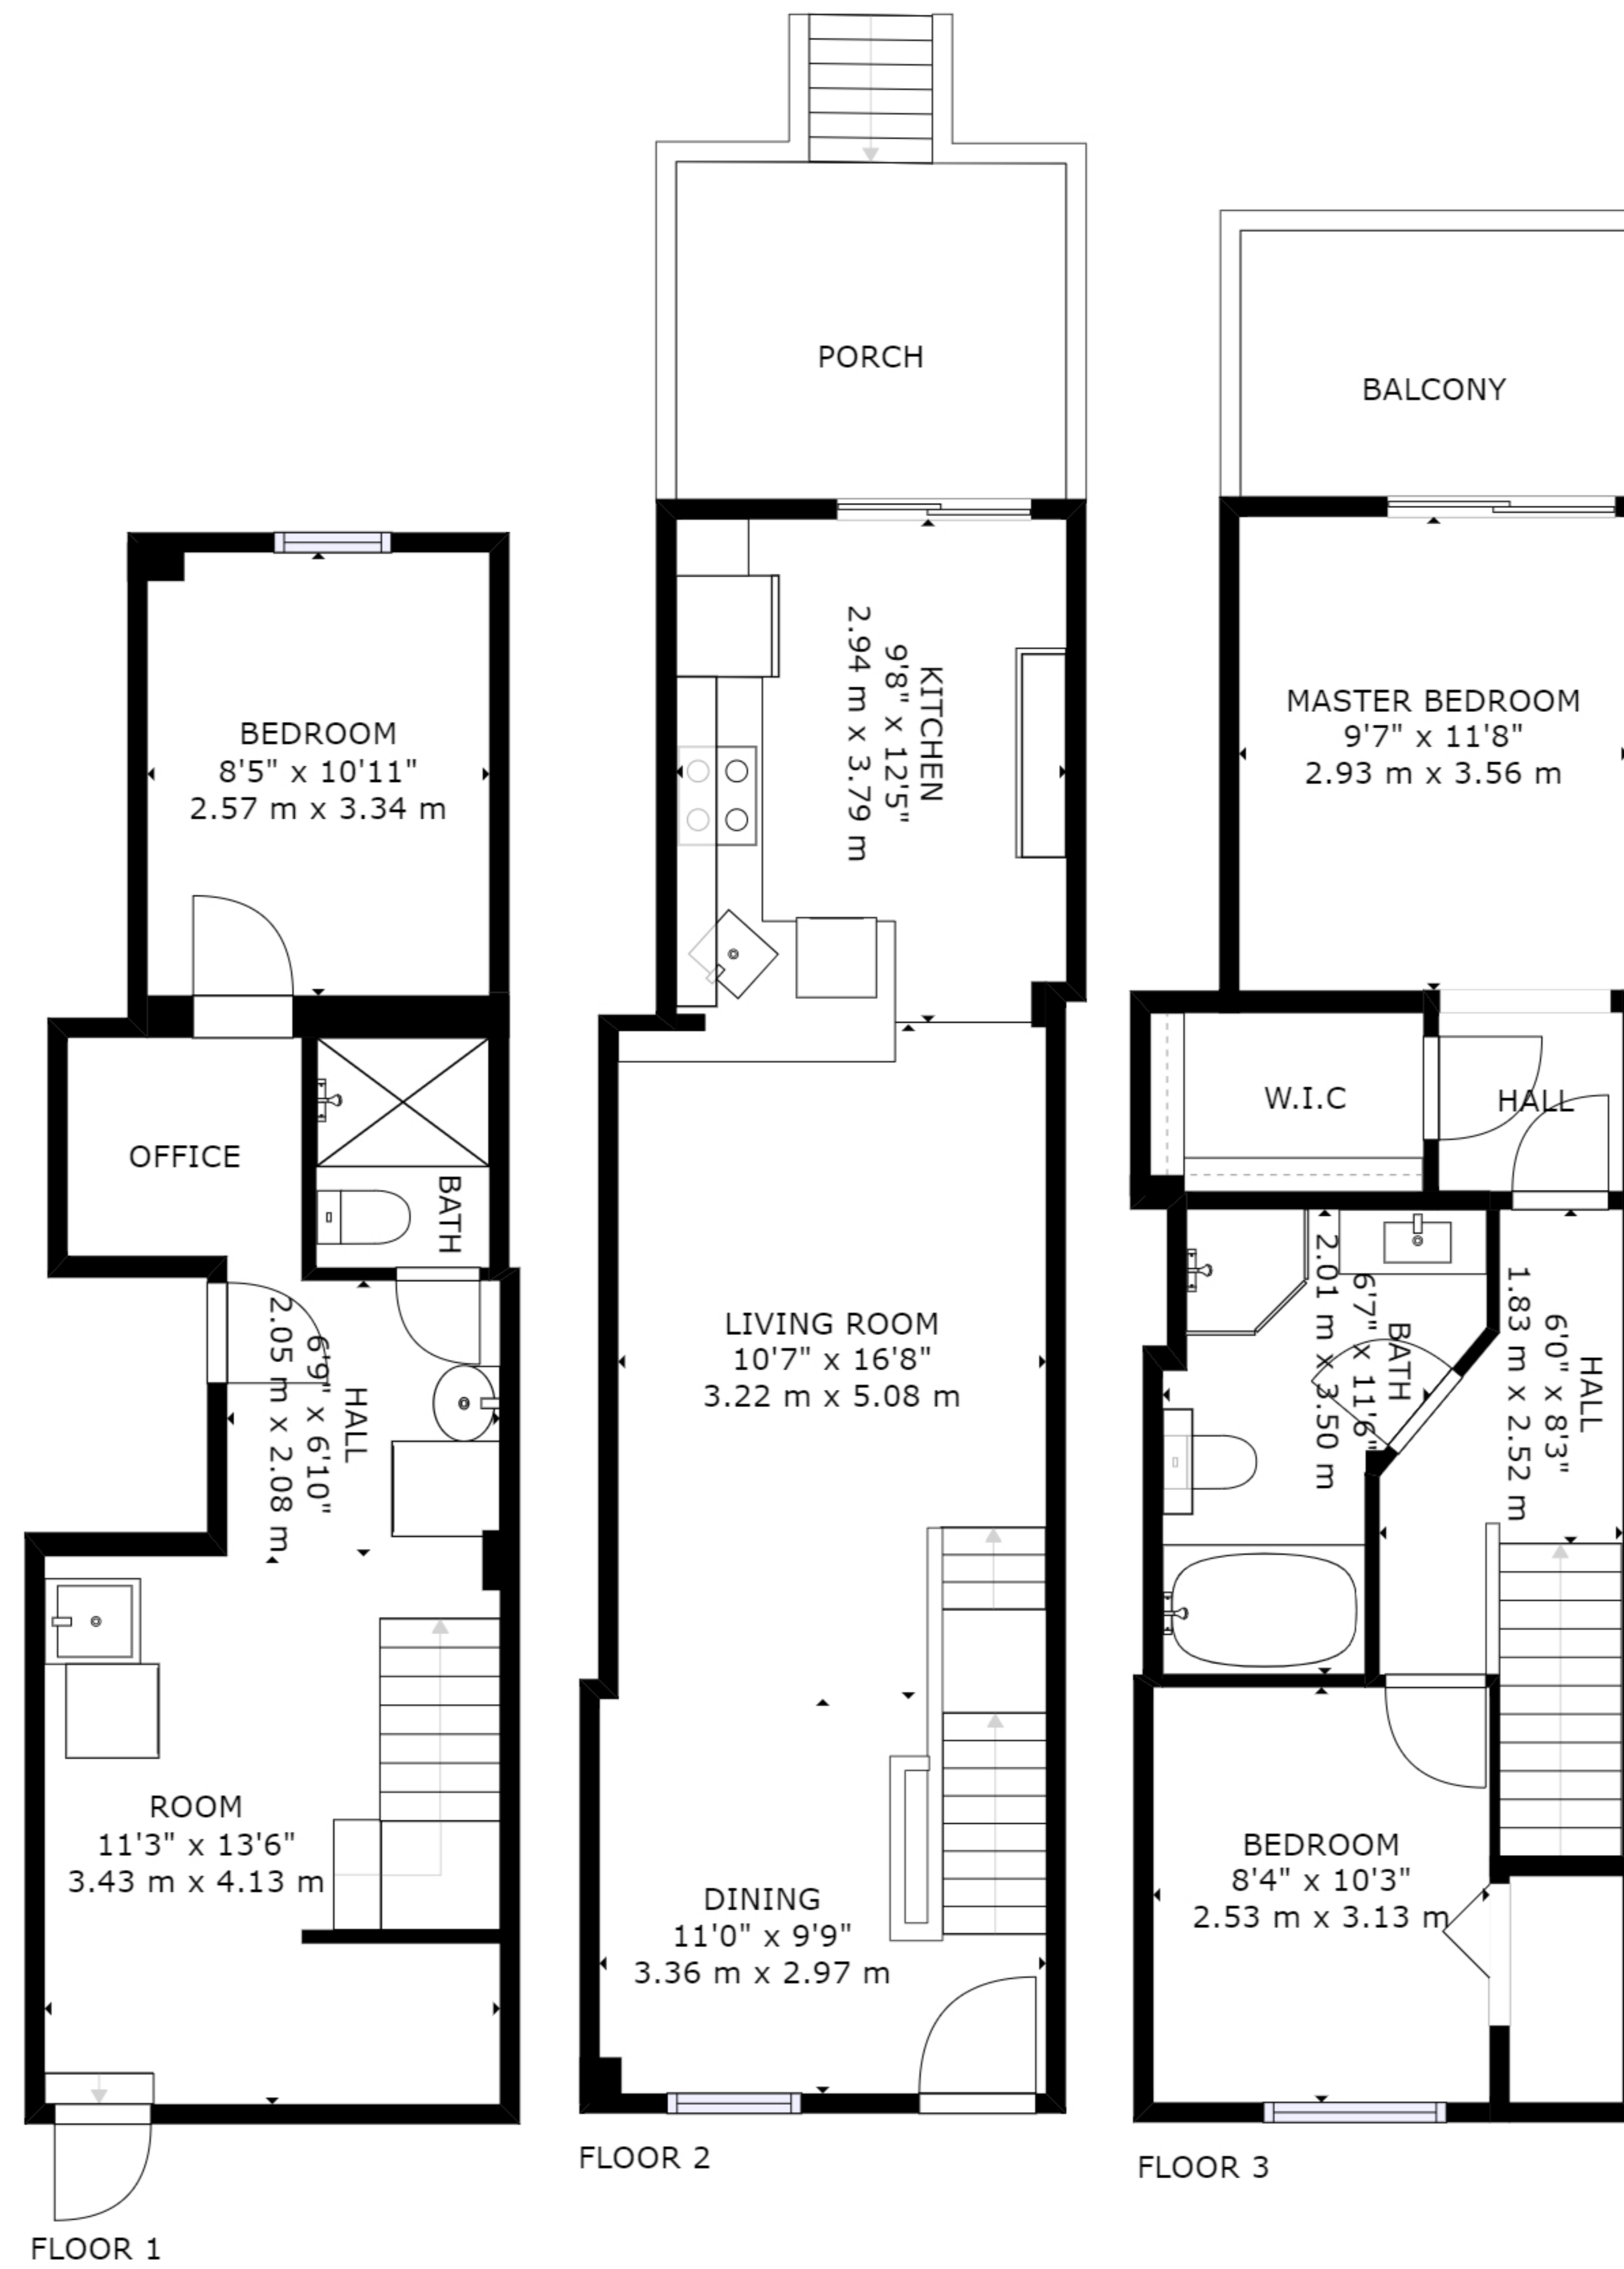 BEDROOM
8'5" x 10'11"
2.57 m x 3.34 m
OFFICE
BATH
HALL
6'9" x 6'10"
2.05 m x 2.08 m
ROOM
11'3" x 13'6"
3.43 m x 4.13 m
FLOOR 1
PORCH
KITCHEN
9'8" x 12'5"
2.94 m x 3.79 m
LIVING ROOM
10'7" x 16'8"
3.22 m x 5.08 m
DINING
11'0" x 9'9"
3.36 m x 2.97 m
FLOOR 2
BALCONY
MASTER BEDROOM
9'7" x 11'8"
2.93 m x 3.56 m
W.I.C
HALL
BATH
6'7" x 11'6"
2.01 m x 3.50 m
HALL
6'0" x 8'3"
1.83 m x 2.52 m
BEDROOM
8'4" x 10'3"
2.53 m x 3.13 m
FLOOR 3